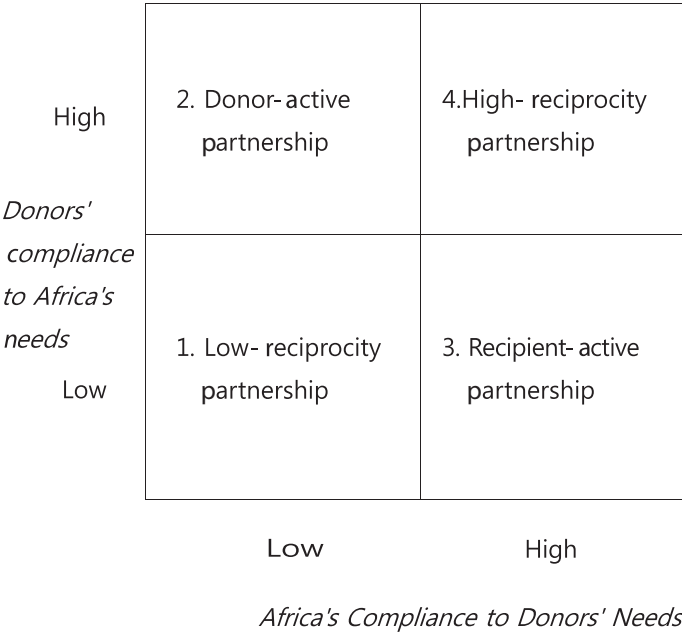 2. Donor-active
partnership
4.High-reciprocity
partnership
High
Donors'
compliance
to Africa's
needs
1. Low-reciprocity
partnership
3. Recipient-active
partnership
Low
Low
High
Africa's Compliance to Donors' Needs